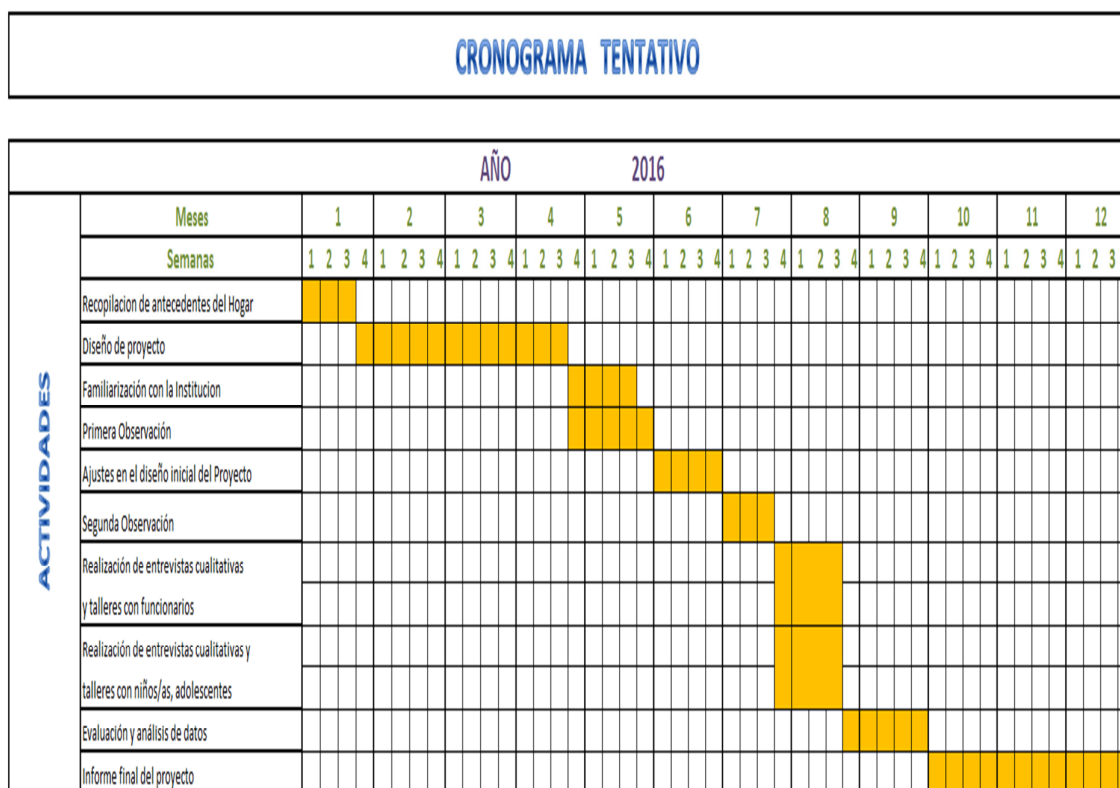 CRONOGRAMA TENTATIVO
AÑO 2016
Meses 1 2 3 4 5 6 7 8 9 10 11 12
Semanas 1 2 3 4 1 2 3 4 1 2 3 4 1 2 3 4 1 2 3 4 1 2 3 4 1 2 3 4 1 2 3 4 1 2 3 4 1 2 3 4 1 2 3 4 1 2 3
ACTIVIDADES
Recopilacion de antecedentes del Hogar
Diseño de proyecto
Familiarización con la Institucion
Primera Observación
Ajustes en el diseño inicial del Proyecto
Segunda Observación
Realización de entrevistas cualitativas
y talleres con funcionarios
Realización de entrevistas cualitativas y
talleres con niños/as, adolescentes
Evaluación y análisis de datos
Informe final del proyecto